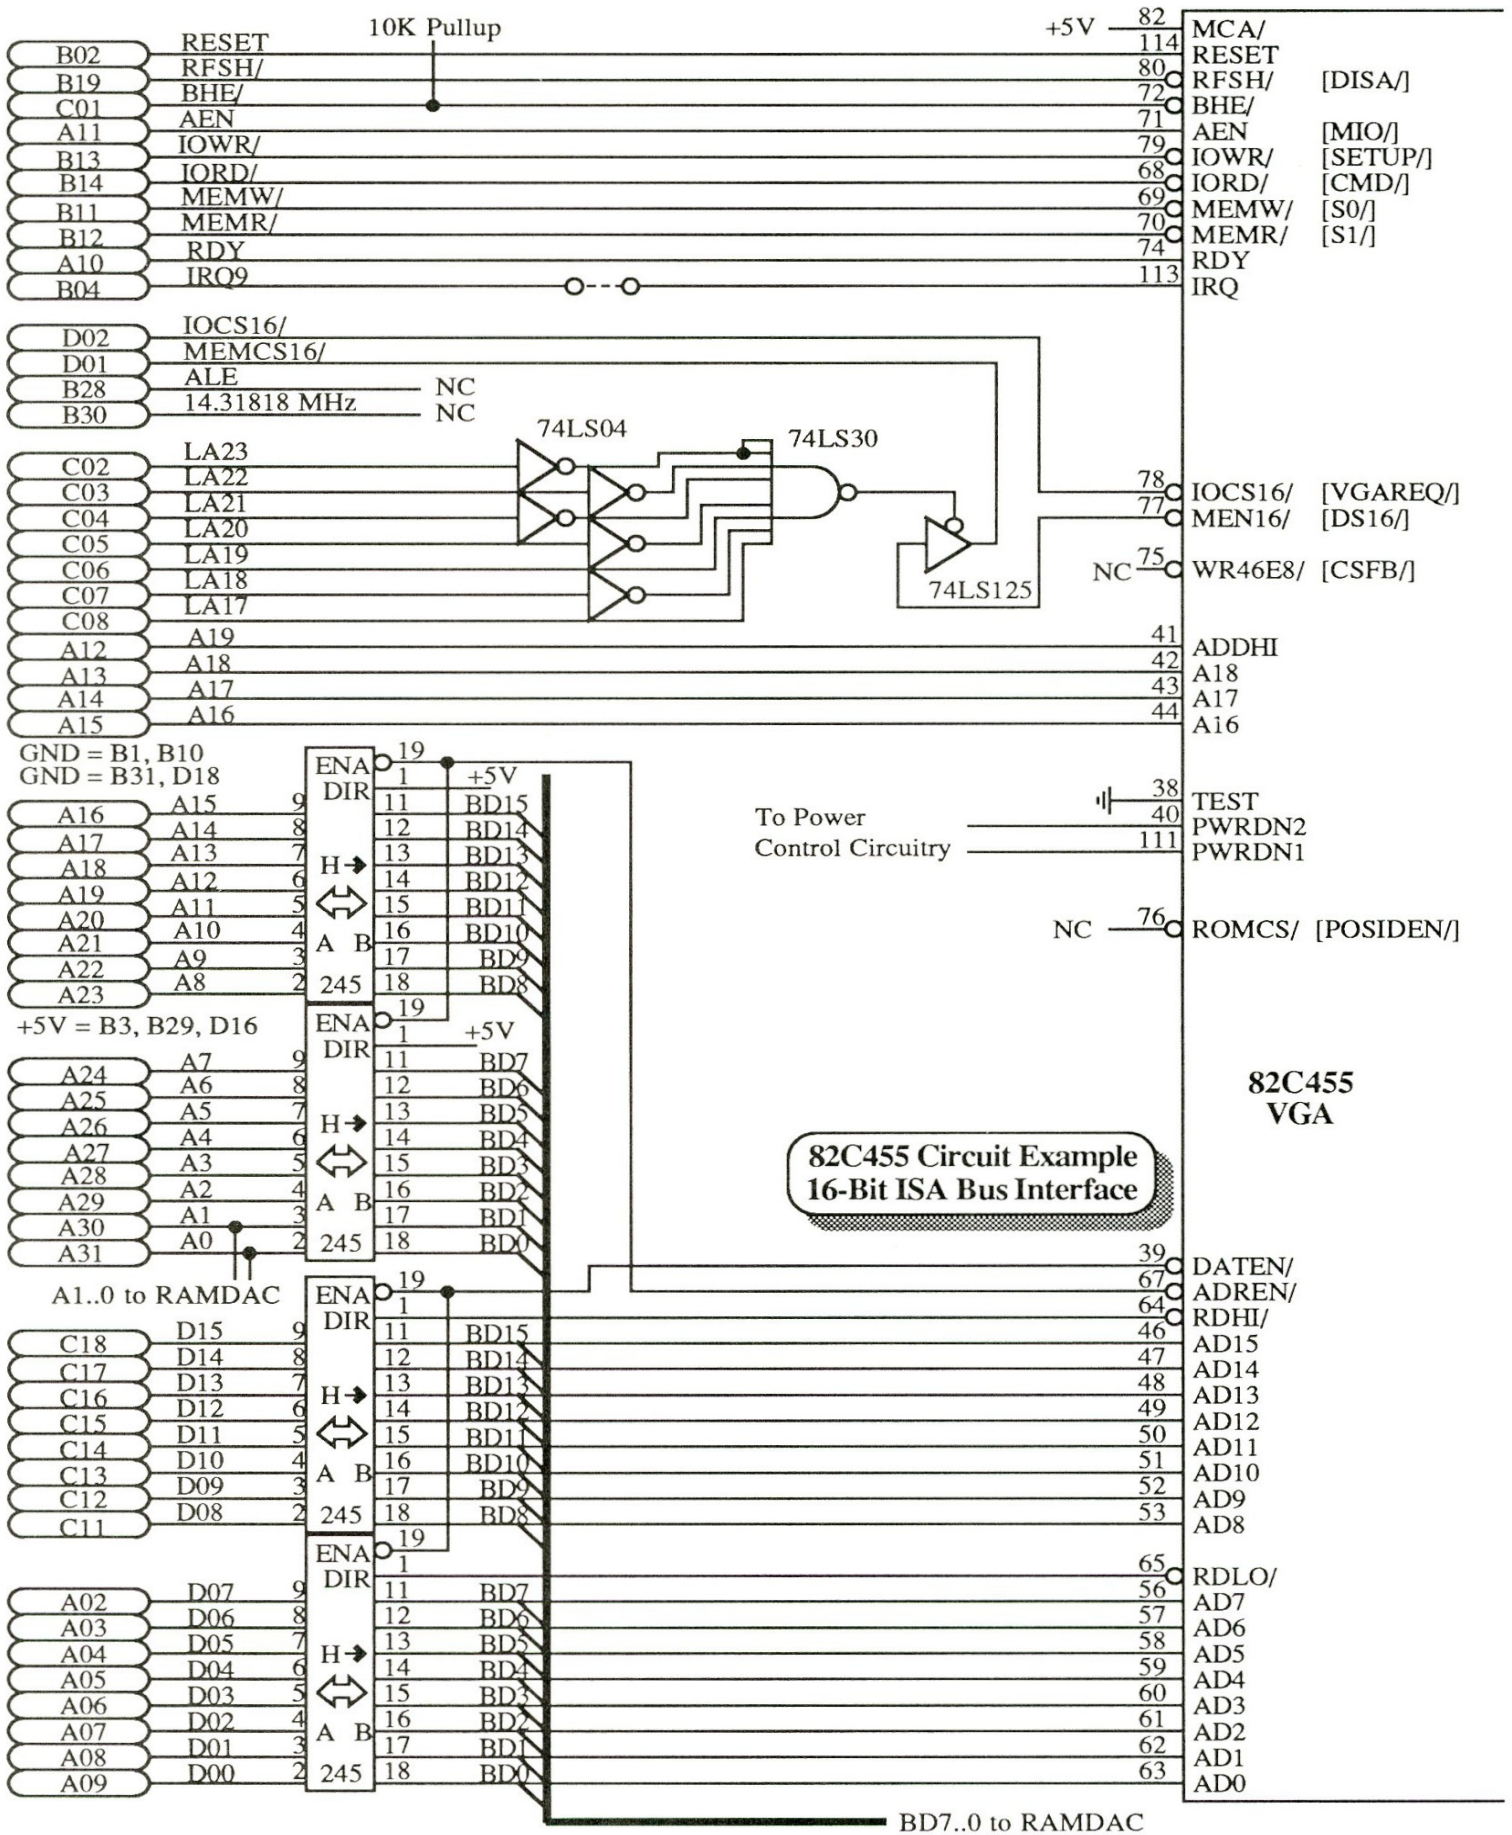 10K Pullup
+5V 82 MCA/
B02 RESET 114 RESET
B19 RFSH/ 80 RFSH/ [DISA/]
C01 BHE/ 72 BHE/
A11 AEN 71 AEN [MIO/]
B13 IOWR/ 79 IOWR/ [SETUP/]
B14 IORD/ 68 IORD/ [CMD/]
B11 MEMW/ 69 MEMW/ [S0/]
B12 MEMR/ 70 MEMR/ [S1/]
A10 RDY 74 RDY
B04 IRQ9 113 IRQ
D02 IOCS16/
D01 MEMCS16/
B28 ALE NC
B30 14.31818 MHz NC
74LS04 74LS30
C02 LA23
C03 LA22 78 IOCS16/ [VGAREQ/]
C04 LA21 77 MEN16/ [DS16/]
C05 LA20
C06 LA19 NC 75 WR46E8/ [CSFB/]
C07 LA18 74LS125
C08 LA17
A12 A19 41 ADDHI
A13 A18 42 A18
A14 A17 43 A17
A15 A16 44 A16
GND = B1, B10
GND = B31, D18
ENA 19
DIR 1 +5V
A16 A15 9 11 BD15
A17 A14 8 12 BD14
A18 A13 7 H 13 BD13
A19 A12 6 14 BD12
A20 A11 5 15 BD11
A21 A10 4 A B 16 BD10
A22 A9 3 17 BD9
A23 A8 2 245 18 BD8
38 TEST
To Power 40 PWRDN2
Control Circuitry 111 PWRDN1
NC 76 ROMCS/ [POSIDEN/]
+5V = B3, B29, D16
ENA 19
DIR 1 +5V
A24 A7 9 11 BD7
A25 A6 8 12 BD6
A26 A5 7 H 13 BD5
A27 A4 6 14 BD4
A28 A3 5 15 BD3
A29 A2 4 A B 16 BD2
A30 A1 3 17 BD1
A31 A0 2 245 18 BD0
82C455
VGA
82C455 Circuit Example
16-Bit ISA Bus Interface
A1..0 to RAMDAC
39 DATEN/
ENA 19 67 ADREN/
DIR 1 64 RDHI/
C18 D15 9 11 BD15 46 AD15
C17 D14 8 12 BD14 47 AD14
C16 D13 7 H 13 BD13 48 AD13
C15 D12 6 14 BD12 49 AD12
C14 D11 5 15 BD11 50 AD11
C13 D10 4 A B 16 BD10 51 AD10
C12 D09 3 17 BD9 52 AD9
C11 D08 2 245 18 BD8 53 AD8
ENA 19
DIR 1 65 RDLO/
A02 D07 9 11 BD7 56 AD7
A03 D06 8 12 BD6 57 AD6
A04 D05 7 H 13 BD5 58 AD5
A05 D04 6 14 BD4 59 AD4
A06 D03 5 15 BD3 60 AD3
A07 D02 4 A B 16 BD2 61 AD2
A08 D01 3 17 BD1 62 AD1
A09 D00 2 245 18 BD0 63 AD0
BD7..0 to RAMDAC